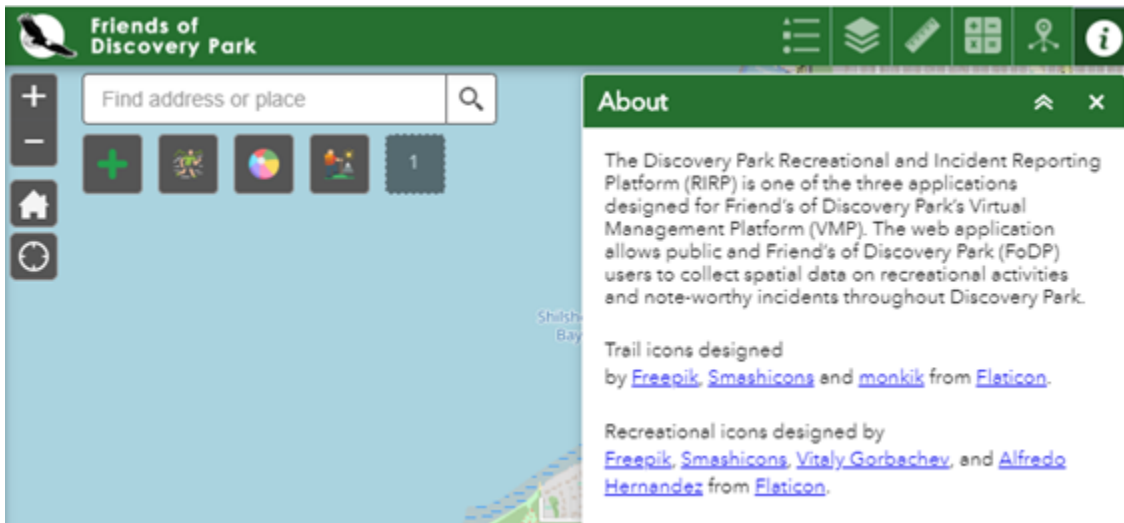 Friends of
Discovery Park
Find address or place
1
About
The Discovery Park Recreational and Incident Reporting
Platform (RIRP) is one of the three applications
designed for Friend's of Discovery Park's Virtual
Management Platform (VMP). The web application
allows public and Friend's of Discovery Park (FoDP)
users to collect spatial data on recreational activities
and note-worthy incidents throughout Discovery Park.
Trail icons designed
by Freepik, Smashicons and monkik from Flaticon.
Recreational icons designed by
Freepik, Smashicons, Vitaly Gorbachev, and Alfredo
Hernandez from Flaticon.
Shilsh
Bay